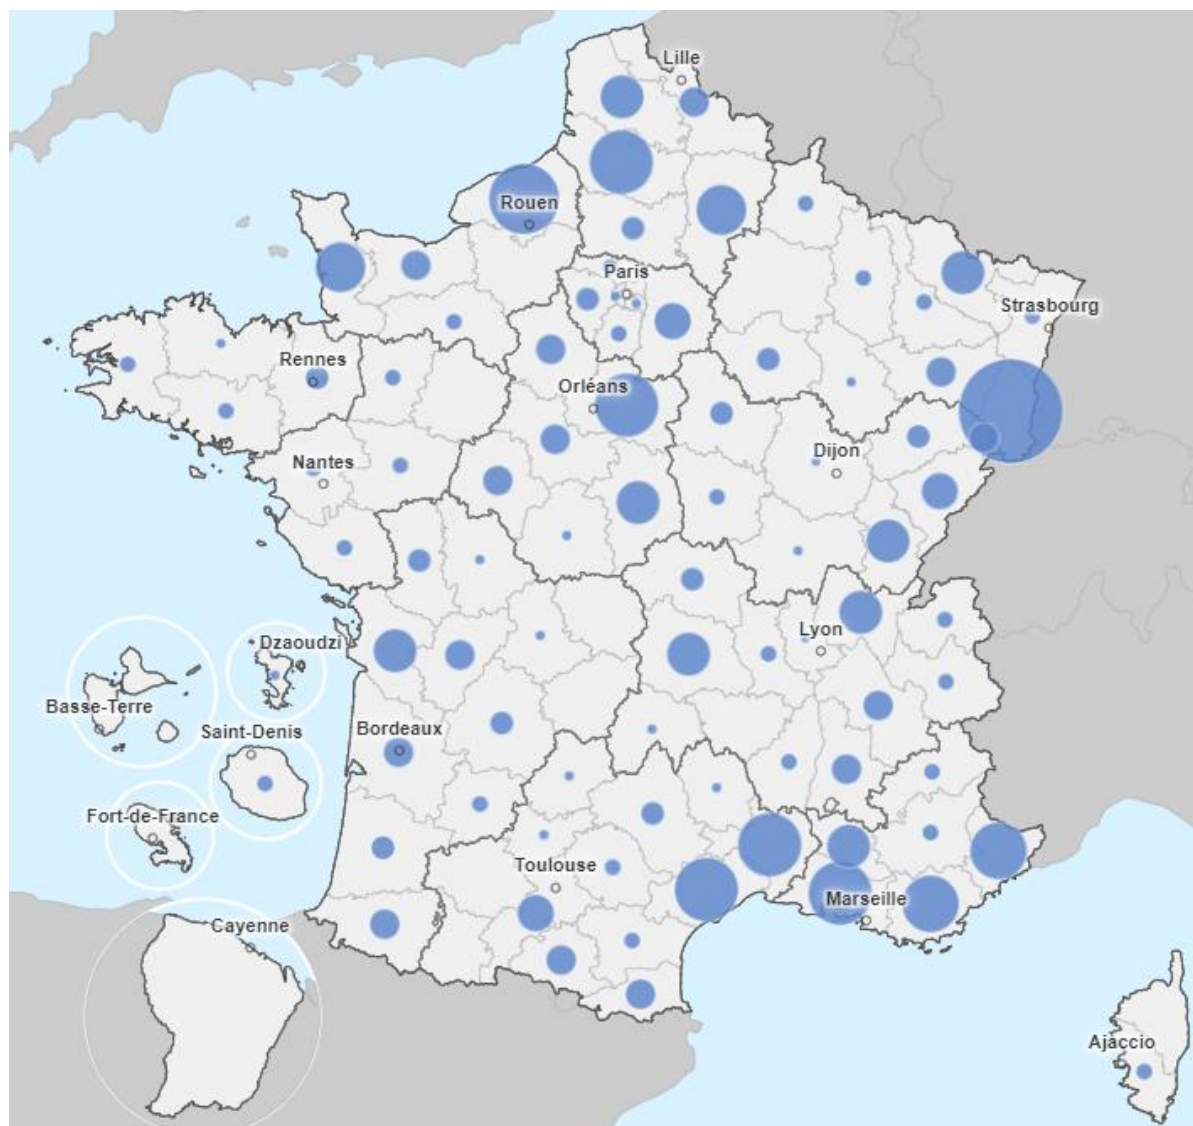 Lille
Rouen
Paris
Strasbourg
Rennes
Orléans
Nantes
Dijon
Lyon
Dzaoudzi
Basse-Terre
Saint-Denis
Bordeaux
Fort-de-France
Toulouse
Marseille
Cayenne
Ajaccio